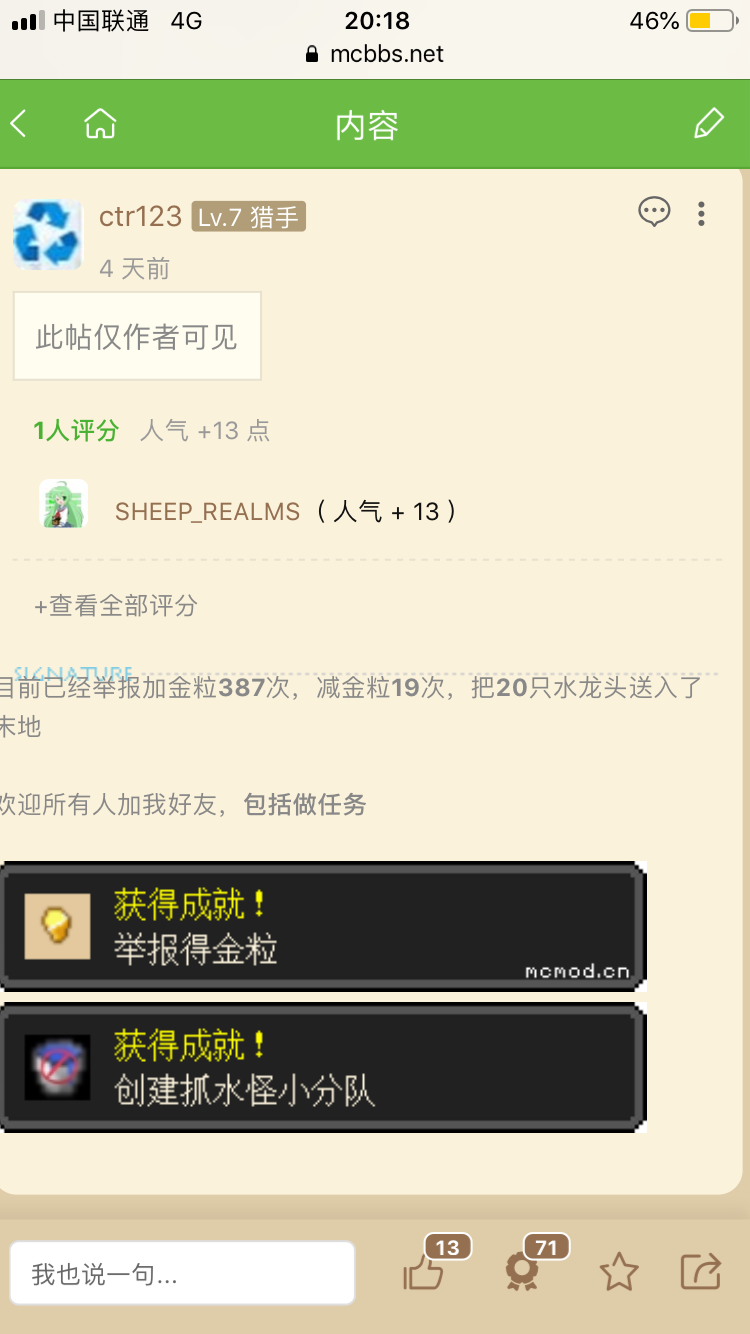 中国联通 4G 20:18 46%
mcbbs.net
内容
ctr123 Lv.7 猎手
4 天前
此帖仅作者可见
1人评分 人气 +13 点
SHEEP_REALMS （ 人气 + 13 ）
+查看全部评分
SIGNATURE
目前已经举报加金粒387次，减金粒19次，把20只水龙头送入了
末地
欢迎所有人加我好友，包括做任务
获得成就！
举报得金粒
mcmod.cn
获得成就！
创建抓水怪小分队
13 71
我也说一句...